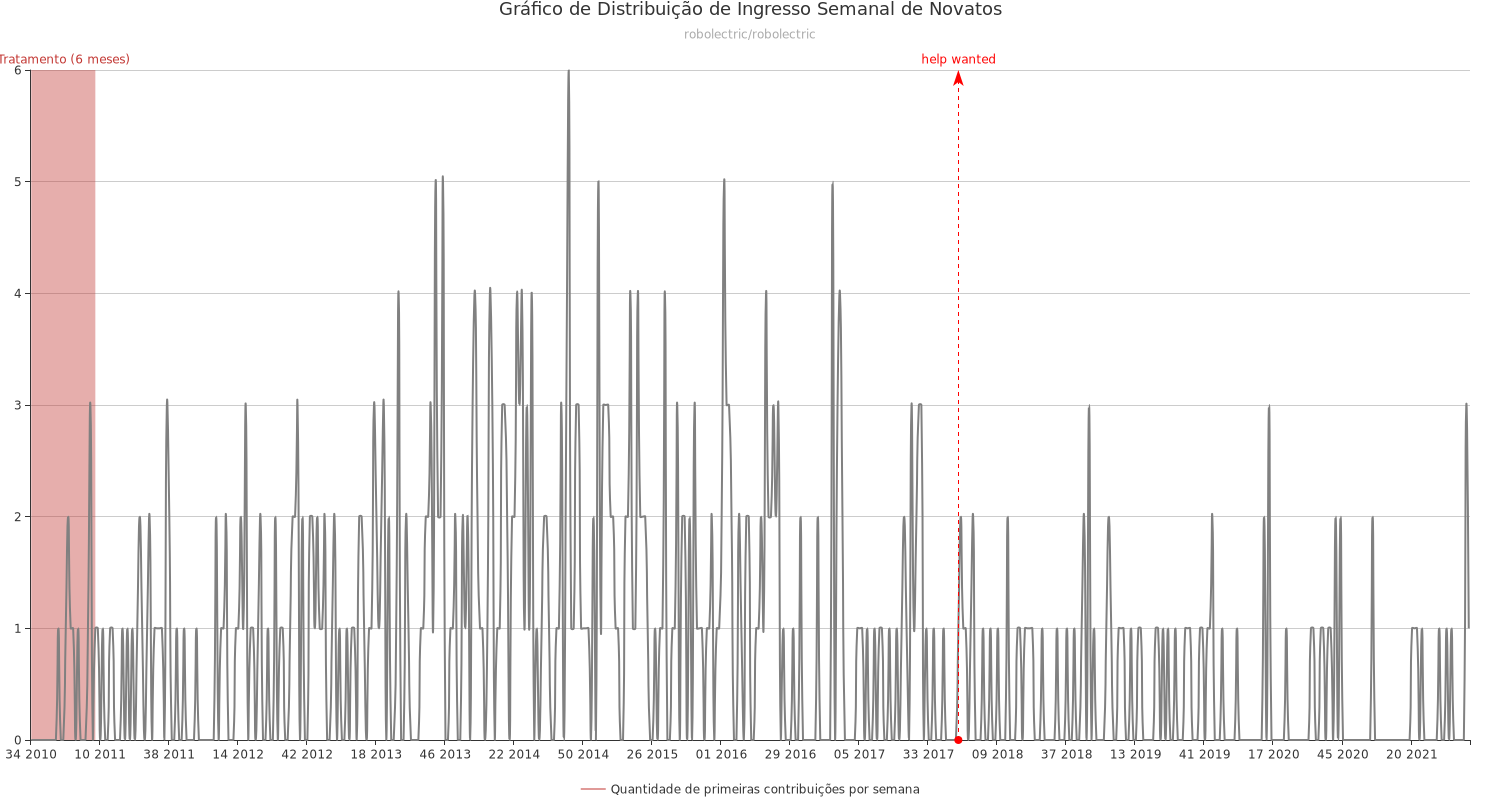 Gráfico de Distribuição de Ingresso Semanal de Novatos
robolectric/robolectric
Tratamento (6 meses)
help wanted
6
5
4
3
2
1
0
34 2010 10 2011 38 2011 14 2012 42 2012 18 2013 46 2013 22 2014 50 2014 26 2015 01 2016 29 2016 05 2017 33 2017 09 2018 37 2018 13 2019 41 2019 17 2020 45 2020 20 2021
Quantidade de primeiras contribuições por semana